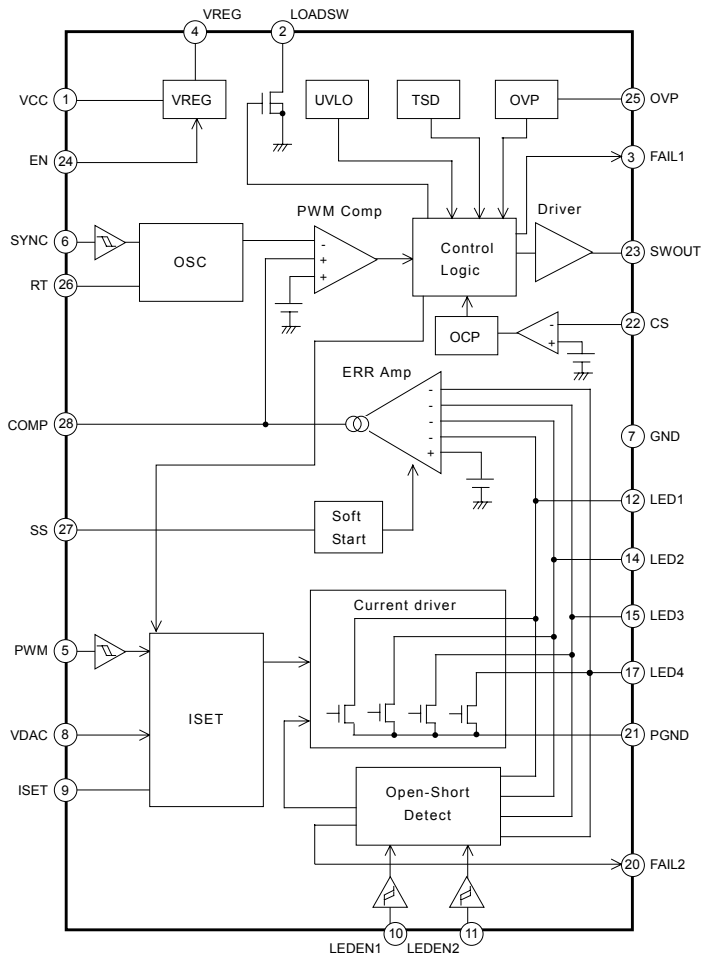 VREG LOADSW
4 2
VCC 1 VREG UVLO TSD OVP 25 OVP
EN 24 3 FAIL1
PWM Comp Driver
SYNC 6 OSC - + + Control Logic 23 SWOUT
RT 26
OCP - + 22 CS
ERR Amp
COMP 28 - - - - + 7 GND
12 LED1
SS 27 Soft Start
14 LED2
Current driver
15 LED3
PWM 5
17 LED4
ISET
VDAC 8 21 PGND
ISET 9
Open-Short
Detect
20 FAIL2
10 11
LEDEN1 LEDEN2